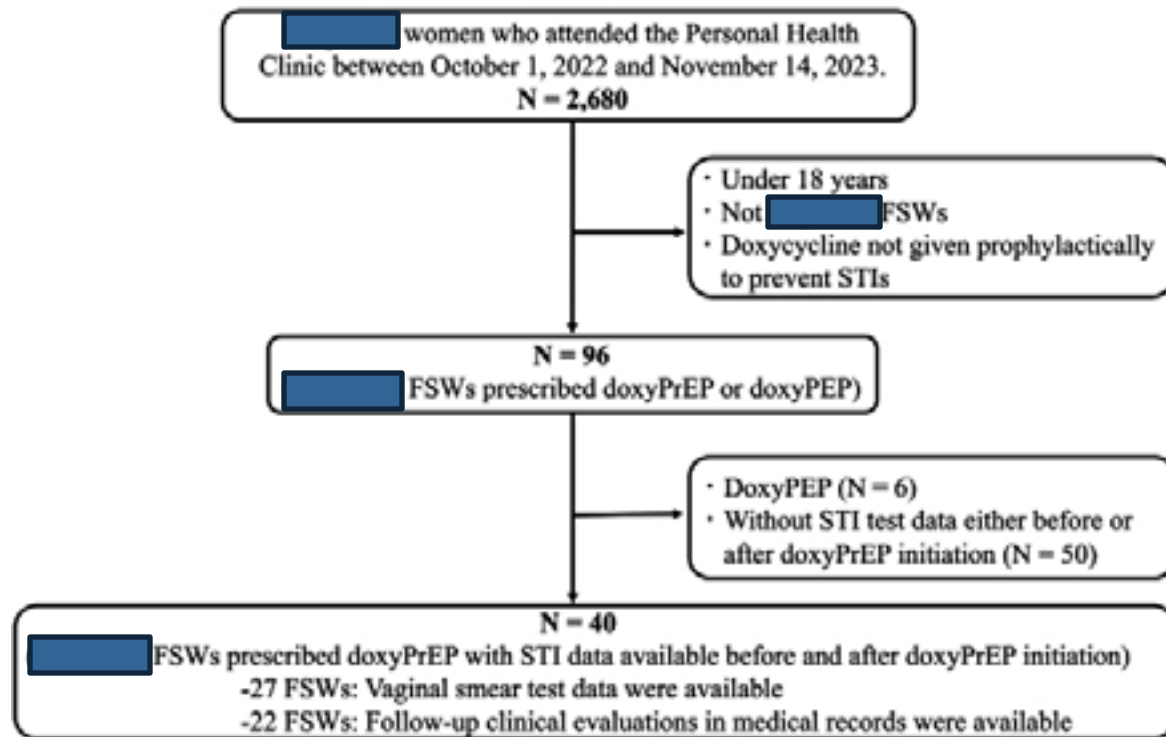 women who attended the Personal Health
Clinic between October 1, 2022 and November 14, 2023.
N = 2,680
· Under 18 years
· Not FSWs
· Doxycycline not given prophylactically
to prevent STIs
N = 96
FSWs prescribed doxyPrEP or doxyPEP)
· DoxyPEP (N = 6)
· Without STI test data either before or
after doxyPrEP initiation (N = 50)
N = 40
FSWs prescribed doxyPrEP with STI data available before and after doxyPrEP initiation)
-27 FSWs: Vaginal smear test data were available
-22 FSWs: Follow-up clinical evaluations in medical records were available